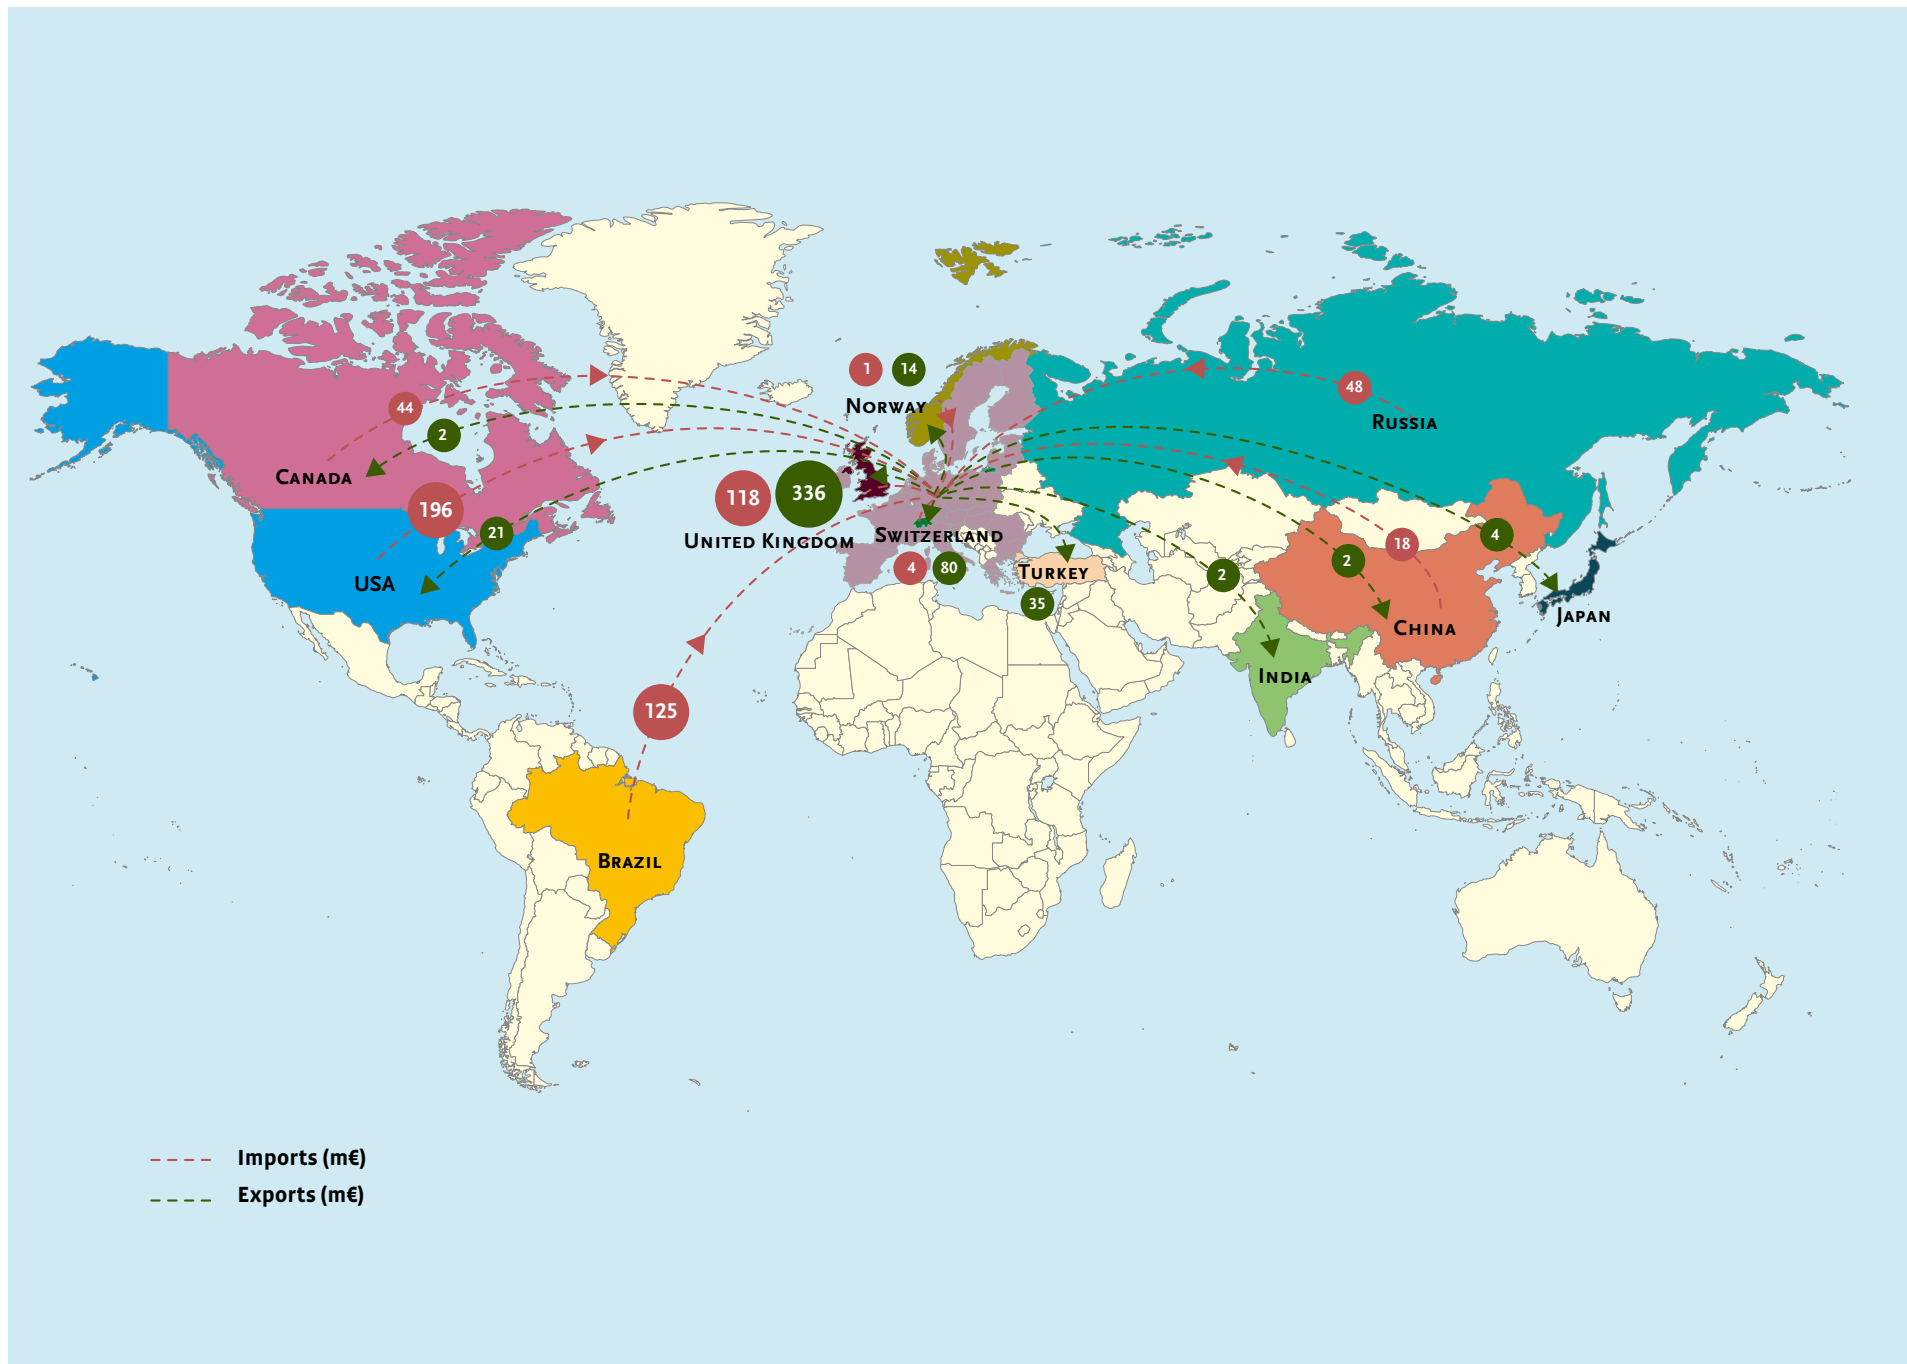 1
14
NORWAY
48
RUSSIA
44
2
CANADA
196
21
USA
118
336
UNITED KINGDOM
SWITZERLAND
4
80
TURKEY
35
2
INDIA
2
18
CHINA
4
JAPAN
125
BRAZIL
Imports (m€)
Exports (m€)